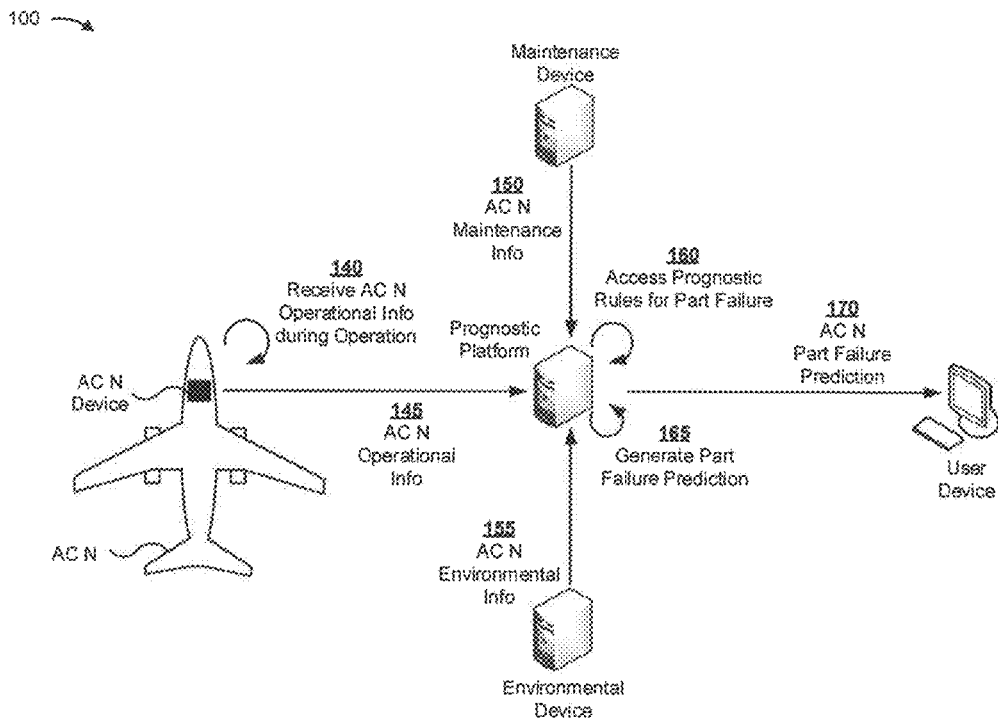 100
Maintenance
Device
150
AC N
Maintenance
Info
140
Receive AC N
Operational Info
during Operation
160
Access Prognostic
Rules for Part Failure
Prognostic
Platform
170
AC N
Part Failure
Prediction
AC N
Device
145
AC N
Operational
Info
165
Generate Part
Failure Prediction
User
Device
AC N
155
AC N
Environmental
Info
Environmental
Device